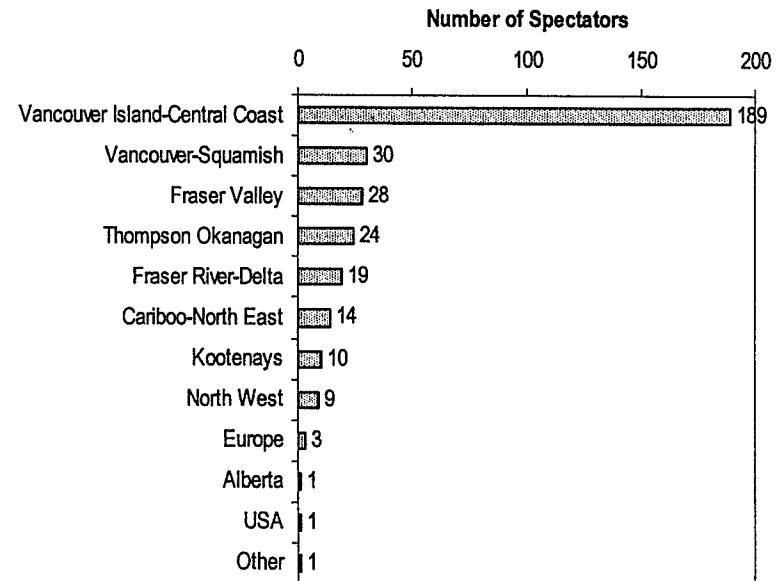 Number of Spectators
0 50 100 150 200
Vancouver Island-Central Coast 189
Vancouver-Squamish 30
Fraser Valley 28
Thompson Okanagan 24
Fraser River-Delta 19
Cariboo-North East 14
Kootenays 10
North West 9
Europe 3
Alberta 1
USA 1
Other 1